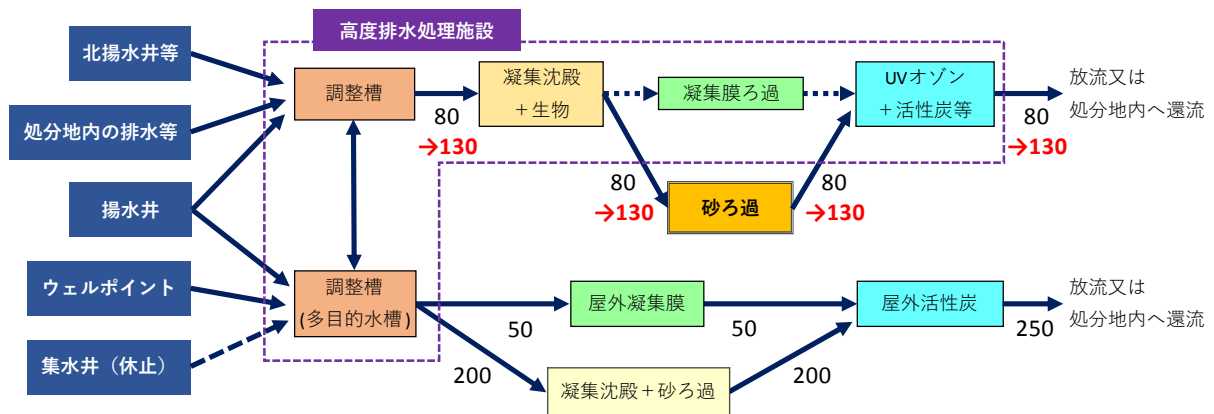 高度排水処理施設
北揚水井等
処分地内の排水等
揚水井
ウェルポイント
集水井（休止）
調整槽
80
→130
凝集沈殿
＋生物
凝集膜ろ過
UVオゾン
＋活性炭等
80
→130
放流又は
処分地内へ還流
80
→130
砂ろ過
80
→130
調整槽
(多目的水槽)
50
屋外凝集膜
50
屋外活性炭
250
放流又は
処分地内へ還流
200
凝集沈殿＋砂ろ過
200